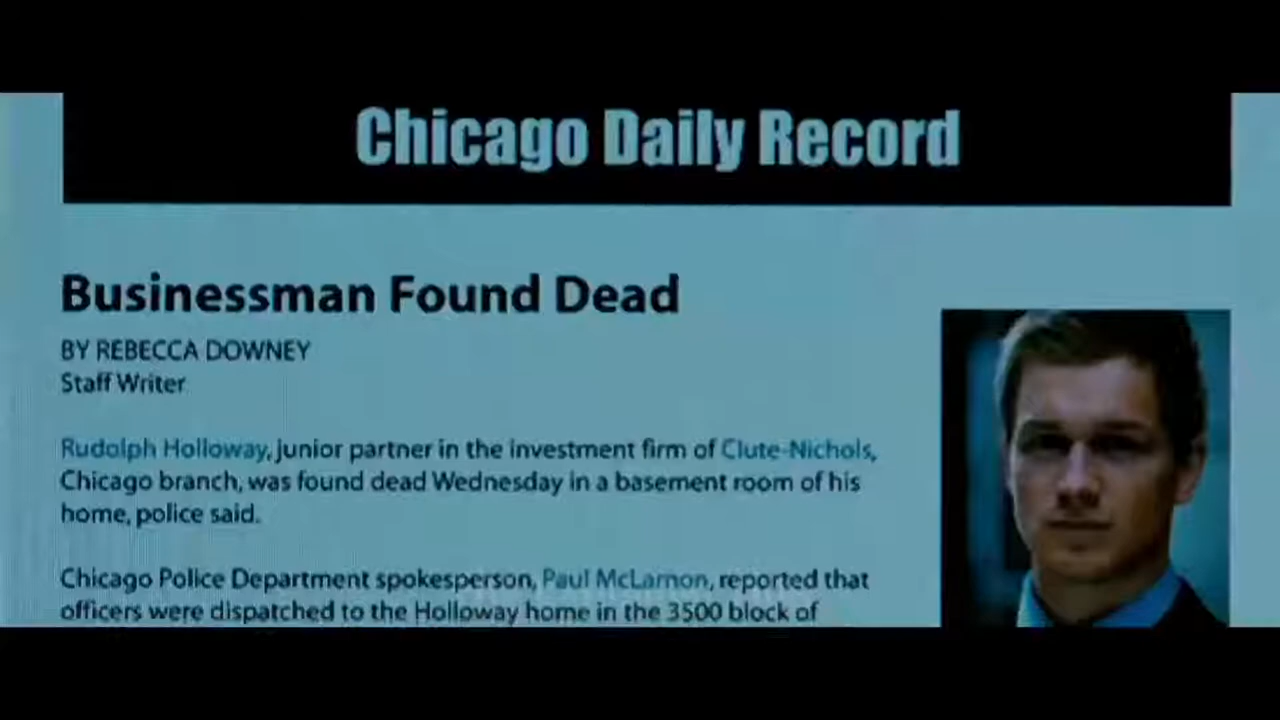 Chicago Daily Record
Businessman Found Dead
BY REBECCA DOWNEY
Staff Writer
Rudolph Holloway, junior partner in the investment firm of Clute-Nichols,
Chicago branch, was found dead Wednesday in a basement room of his
home, police said.
Chicago Police Department spokesperson, Paul McLarnon, reported that
officers were dispatched to the Holloway home in the 3500 block of